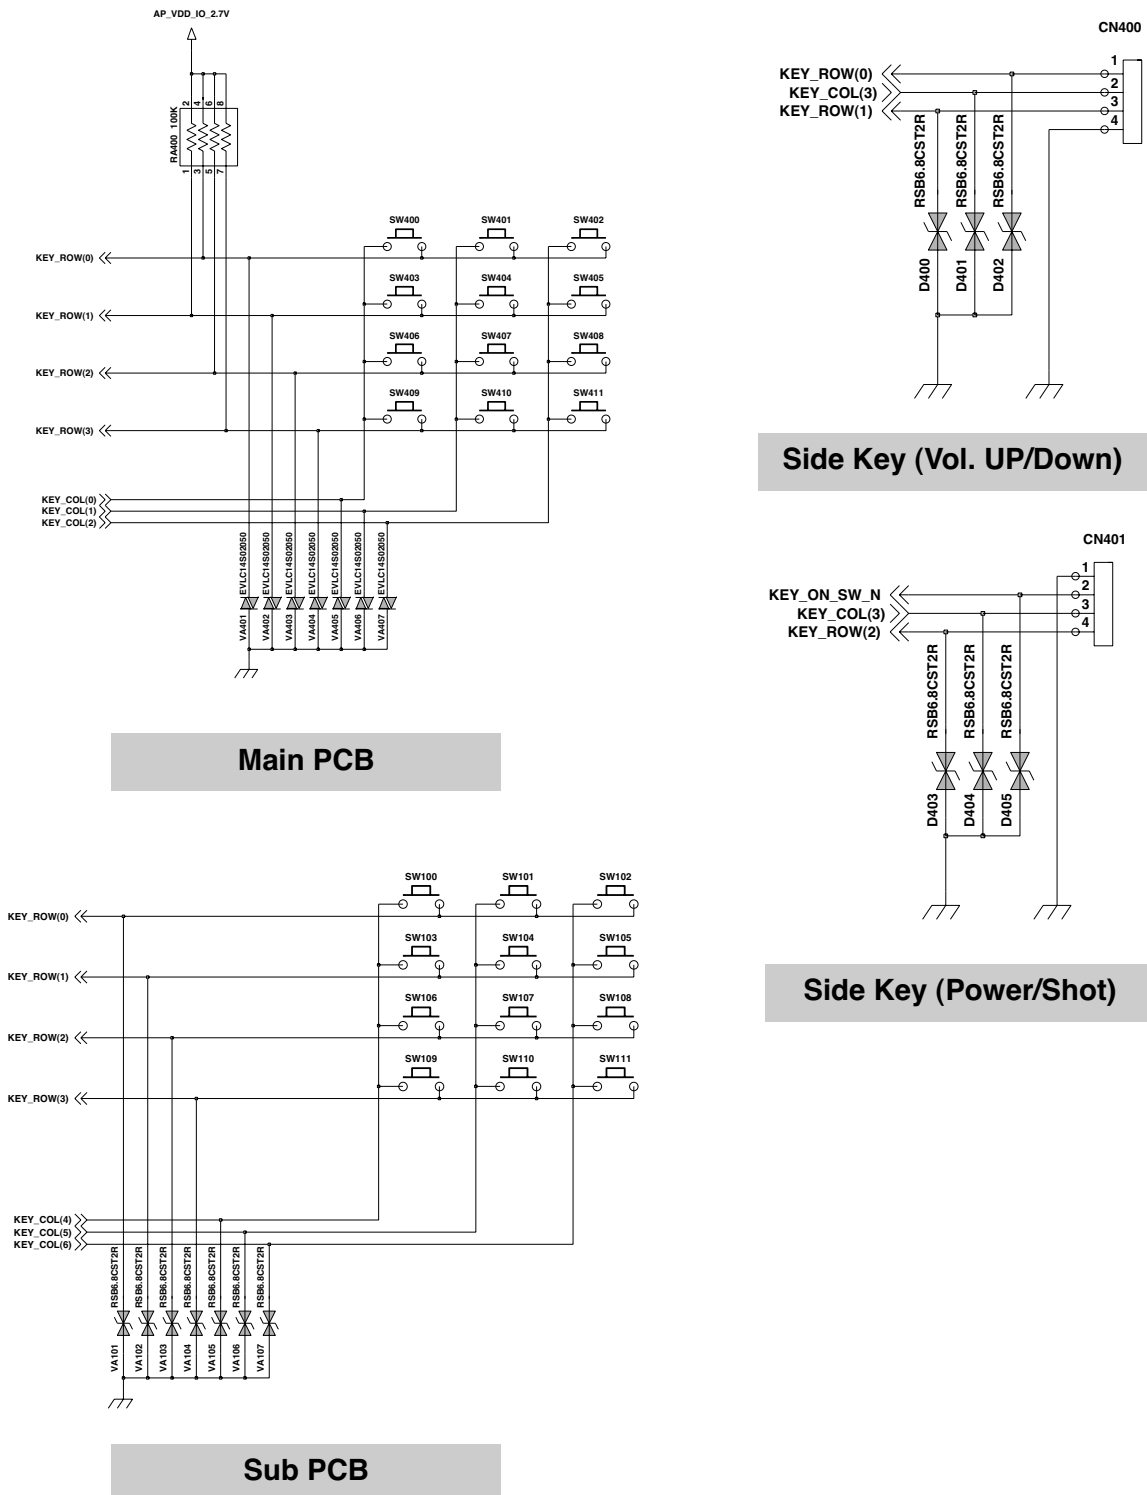 AP_VDD_IO_2.7V
2 4 6 8
RA400 100K
1 3 5 7
SW400 SW401 SW402
KEY_ROW(0)
SW403 SW404 SW405
KEY_ROW(1)
SW406 SW407 SW408
KEY_ROW(2)
SW409 SW410 SW411
KEY_ROW(3)
KEY_COL(0)
KEY_COL(1)
KEY_COL(2)
VA401 EVLC14S02050
VA402 EVLC14S02050
VA403 EVLC14S02050
VA404 EVLC14S02050
VA405 EVLC14S02050
VA406 EVLC14S02050
VA407 EVLC14S02050
Main PCB
SW100 SW101 SW102
KEY_ROW(0)
SW103 SW104 SW105
KEY_ROW(1)
SW106 SW107 SW108
KEY_ROW(2)
SW109 SW110 SW111
KEY_ROW(3)
KEY_COL(4)
KEY_COL(5)
KEY_COL(6)
VA101 RSB6.8CST2R
VA102 RSB6.8CST2R
VA103 RSB6.8CST2R
VA104 RSB6.8CST2R
VA105 RSB6.8CST2R
VA106 RSB6.8CST2R
VA107 RSB6.8CST2R
Sub PCB
CN400
KEY_ROW(0) 1
KEY_COL(3) 2
KEY_ROW(1) 3
4
D400 RSB6.8CST2R
D401 RSB6.8CST2R
D402 RSB6.8CST2R
Side Key (Vol. UP/Down)
CN401
1
KEY_ON_SW_N 2
KEY_COL(3) 3
KEY_ROW(2) 4
D403 RSB6.8CST2R
D404 RSB6.8CST2R
D405 RSB6.8CST2R
Side Key (Power/Shot)